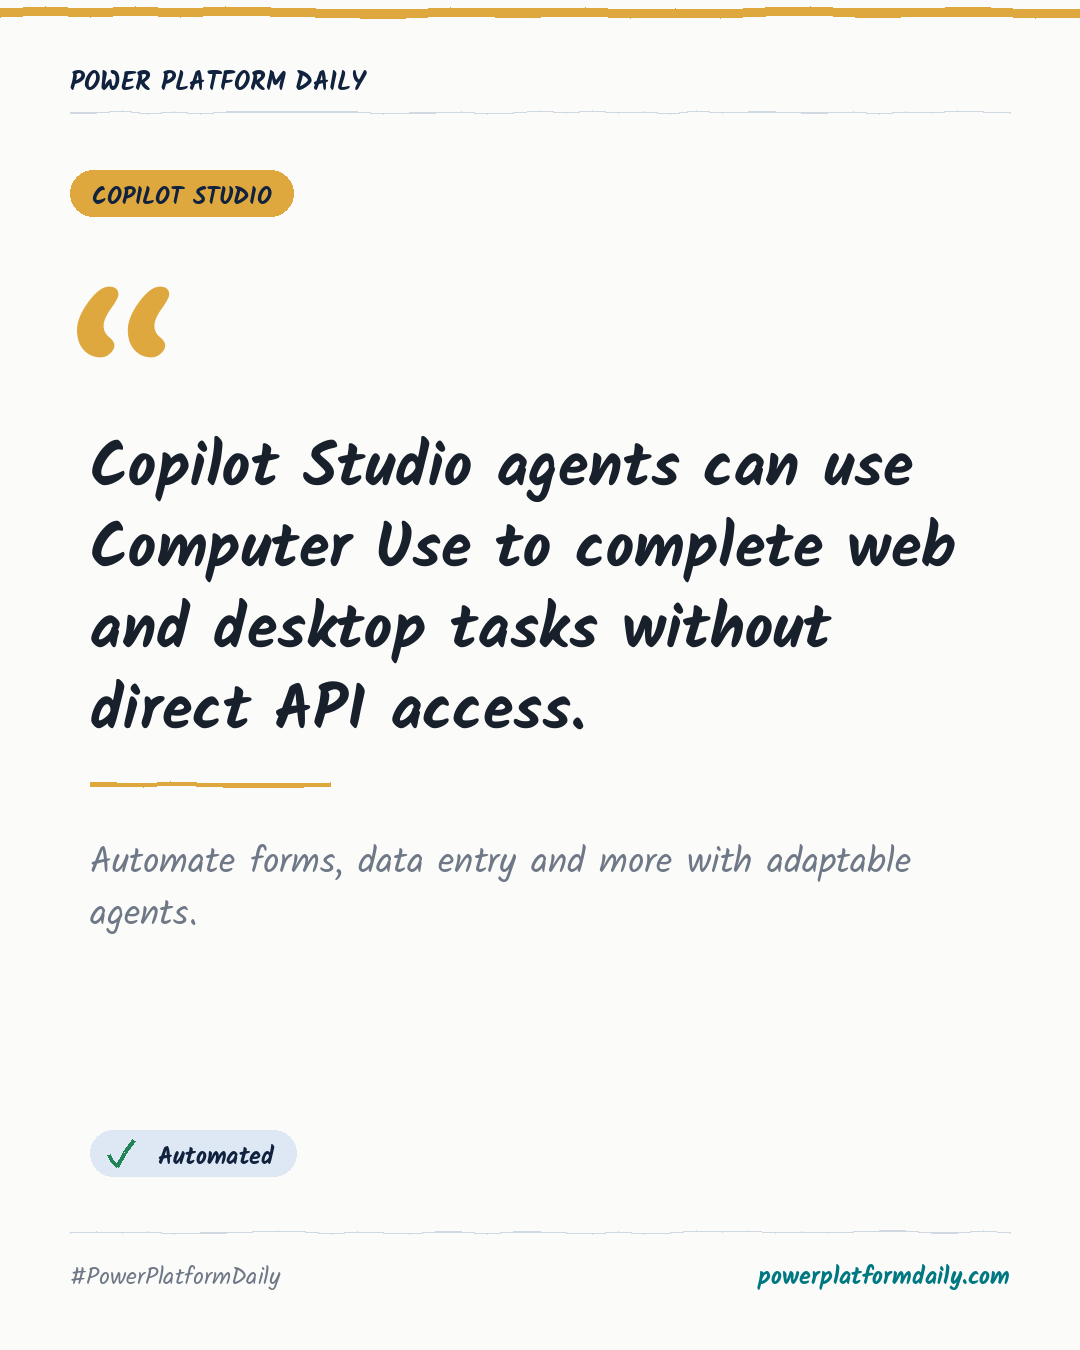 POWER PLATFORM DAILY
COPILOT STUDIO
“
Copilot Studio agents can use
Computer Use to complete web
and desktop tasks without
direct API access.
Automate forms, data entry and more with adaptable
agents.
✓ Automated
#PowerPlatformDaily
powerplatformdaily.com